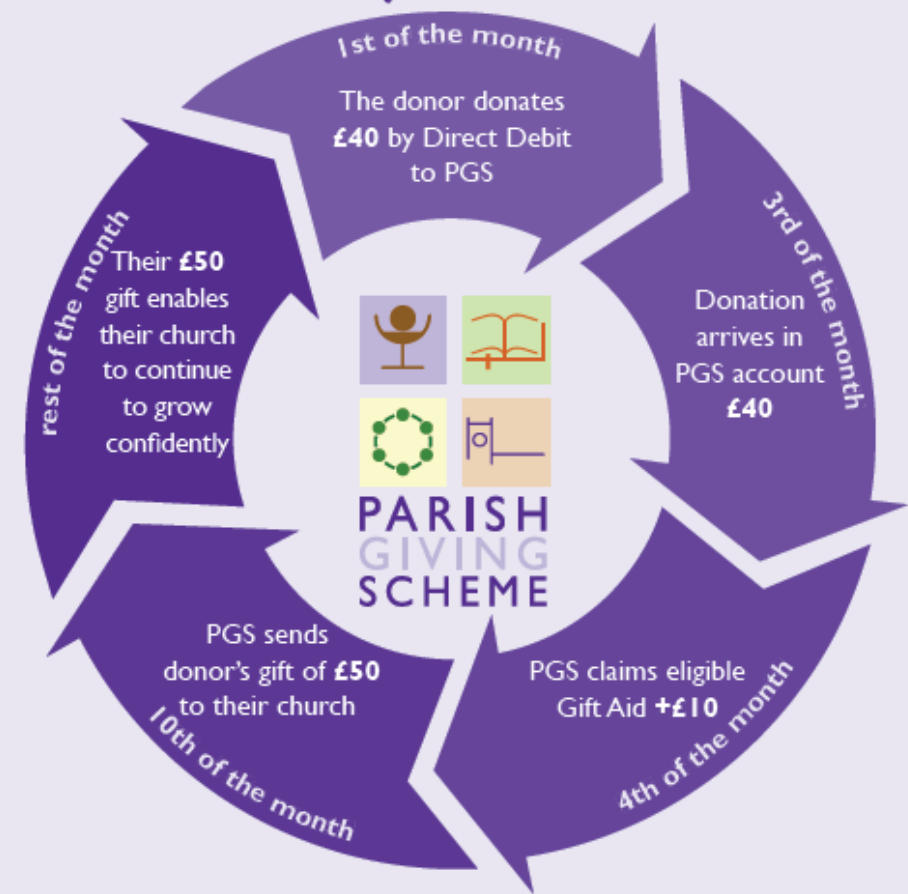 1st of the month
The donor donates
£40 by Direct Debit
to PGS
3rd of the month
Donation
arrives in
PGS account
£40
4th of the month
PGS claims eligible
Gift Aid +£10
10th of the month
PGS sends
donor's gift of £50
to their church
rest of the month
Their £50
gift enables
their church
to continue
to grow
confidently
PARISH
GIVING
SCHEME